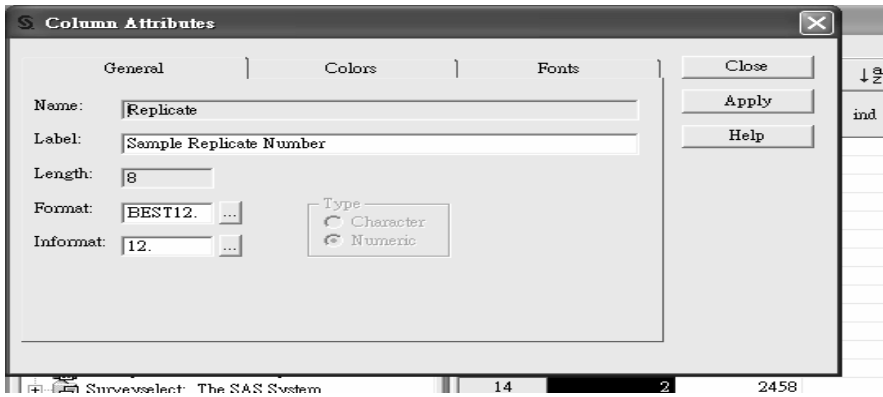 Column Attributes
General Colors Fonts
Close
Apply
Help
Name: Replicate
Label: Sample Replicate Number
Length: 8
Format: BEST12. ...
Informat: 12. ...
Type
Character
Numeric
ind
Surveyselect: The SAS System
14 2 2458